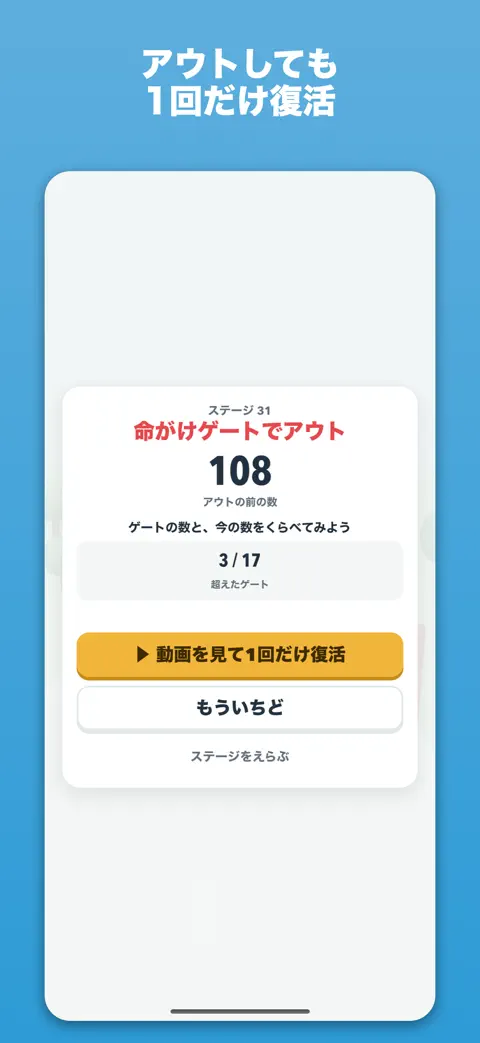 アウトしても
1回だけ復活
ステージ 31
命がけゲートでアウト
108
アウトの前の数
ゲートの数と、今の数をくらべてみよう
3 / 17
超えたゲート
▶ 動画を見て1回だけ復活
もういちど
ステージをえらぶ